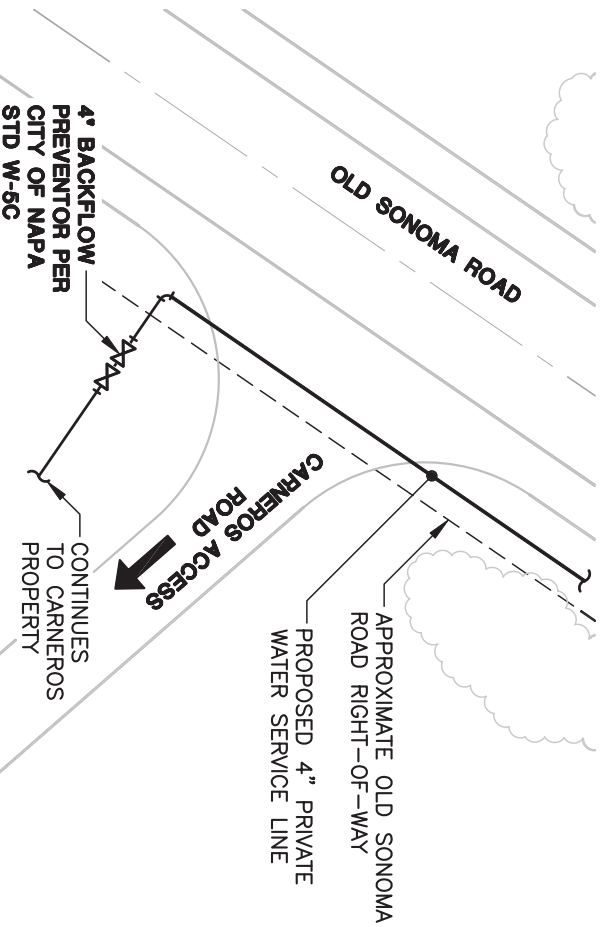 OLD SONOMA ROAD
4" BACKFLOW
PREVENTOR PER
CITY OF NAPA
STD W-5C
CARNEROS ACCESS
ROAD
CONTINUES
TO CARNEROS
PROPERTY
APPROXIMATE OLD SONOMA
ROAD RIGHT-OF-WAY
PROPOSED 4" PRIVATE
WATER SERVICE LINE